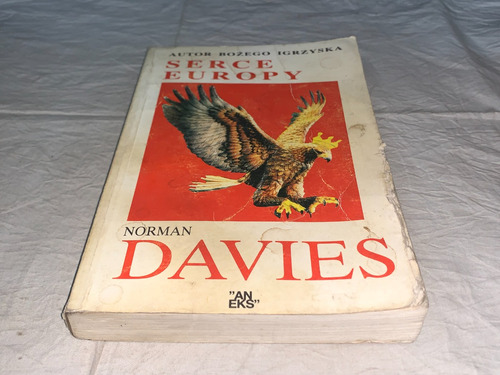 AUTOR BOŻEGO IGRZYSKA
SERCE
EUROPY
NORMAN
DAVIES
"AN
EKS"